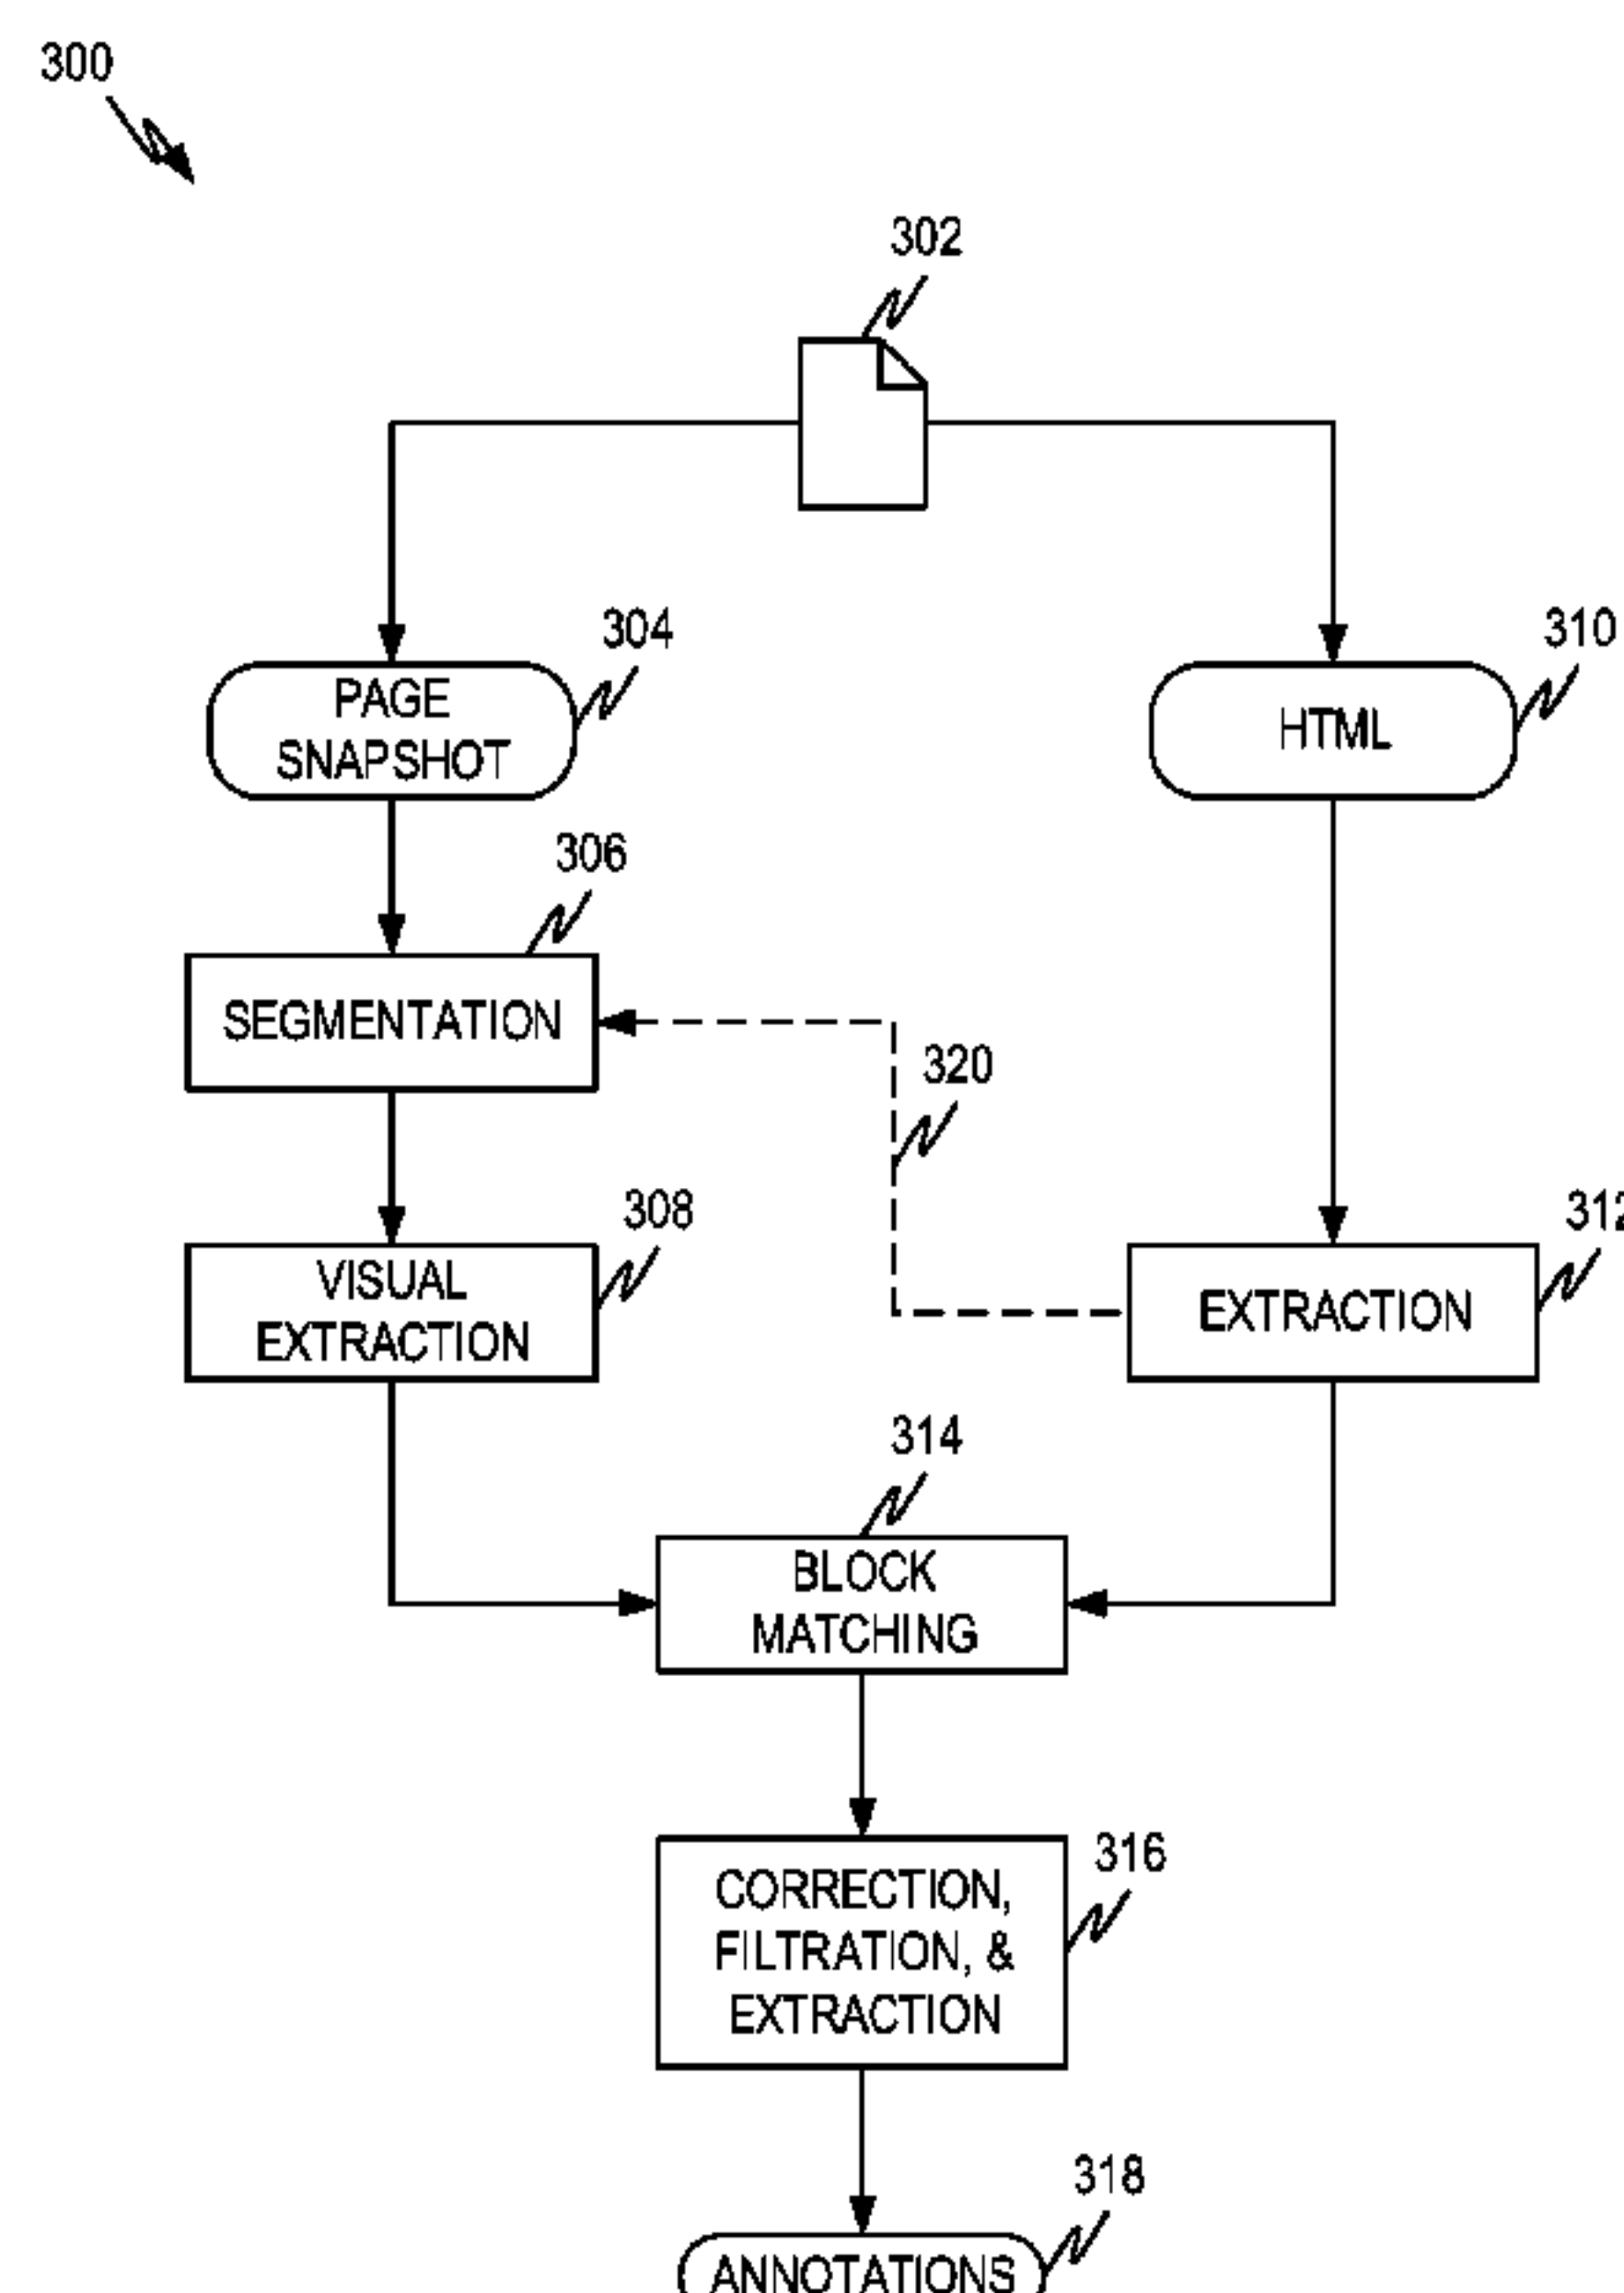 300
302
304
PAGE
SNAPSHOT
310
HTML
306
SEGMENTATION
320
308
VISUAL
EXTRACTION
312
EXTRACTION
314
BLOCK
MATCHING
316
CORRECTION,
FILTRATION, &
EXTRACTION
318
ANNOTATIONS